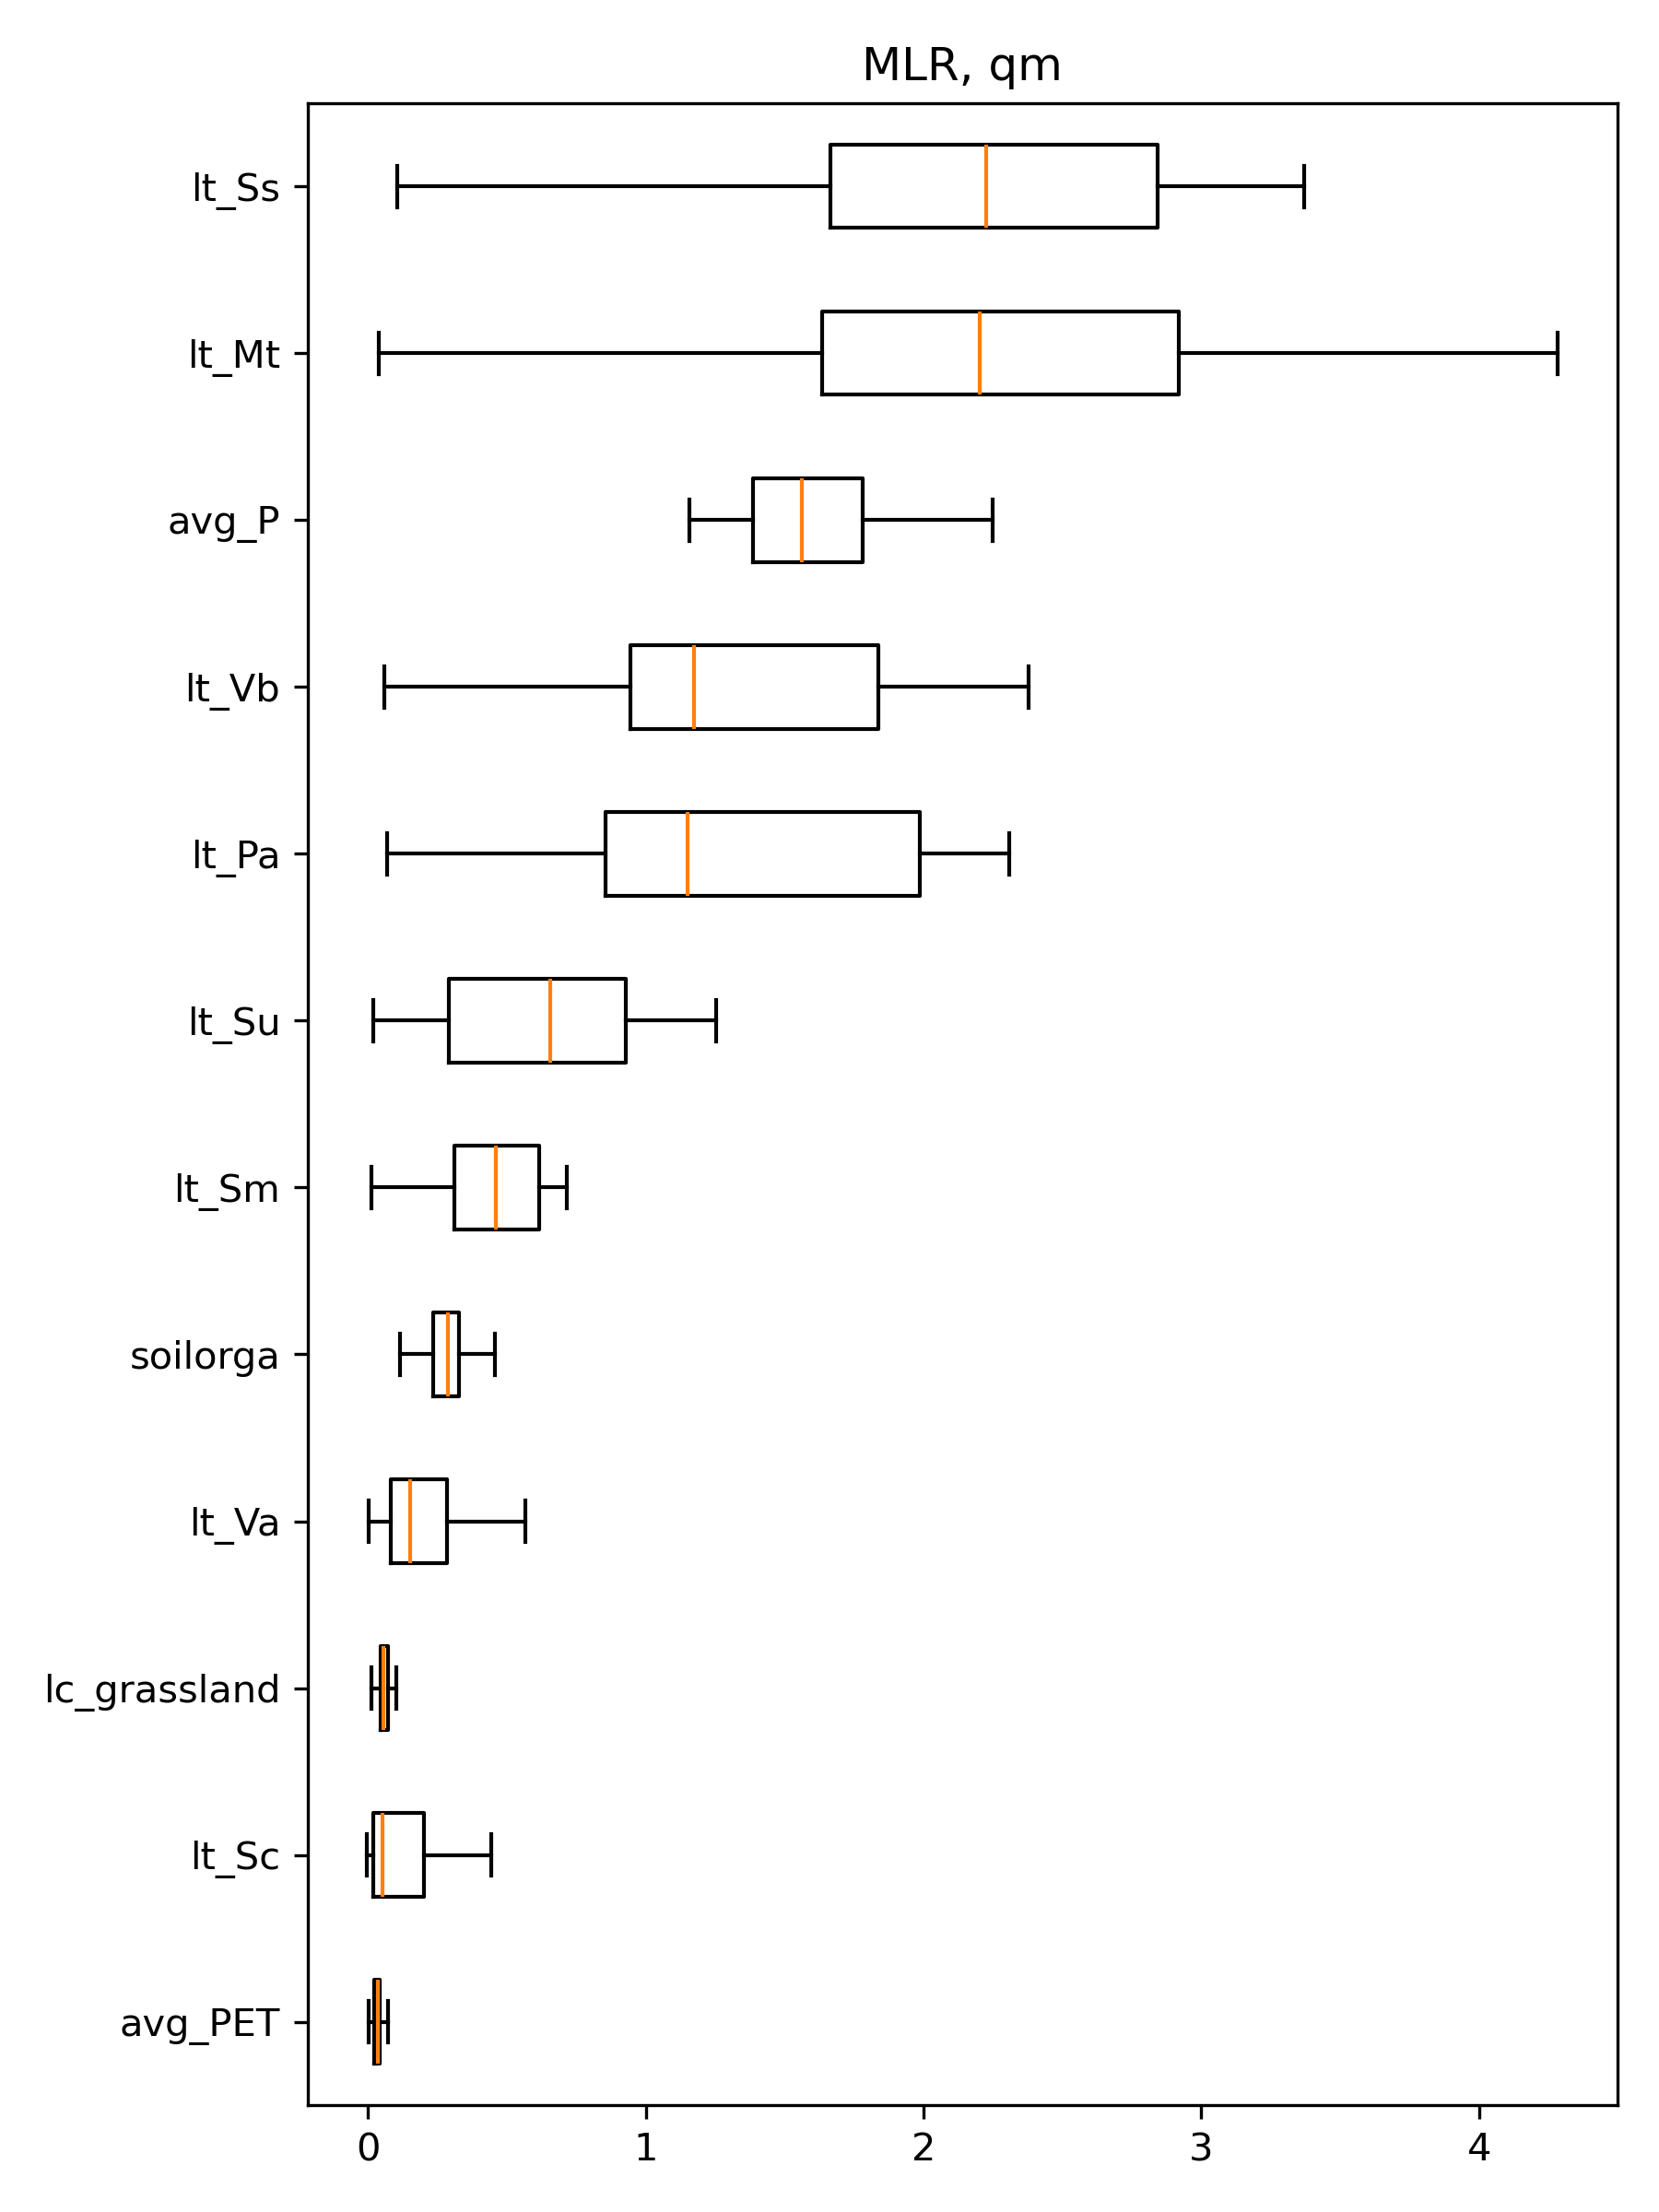 MLR, qm
lt_Ss
lt_Mt
avg_P
lt_Vb
lt_Pa
lt_Su
lt_Sm
soilorga
lt_Va
lc_grassland
lt_Sc
avg_PET
0 1 2 3 4